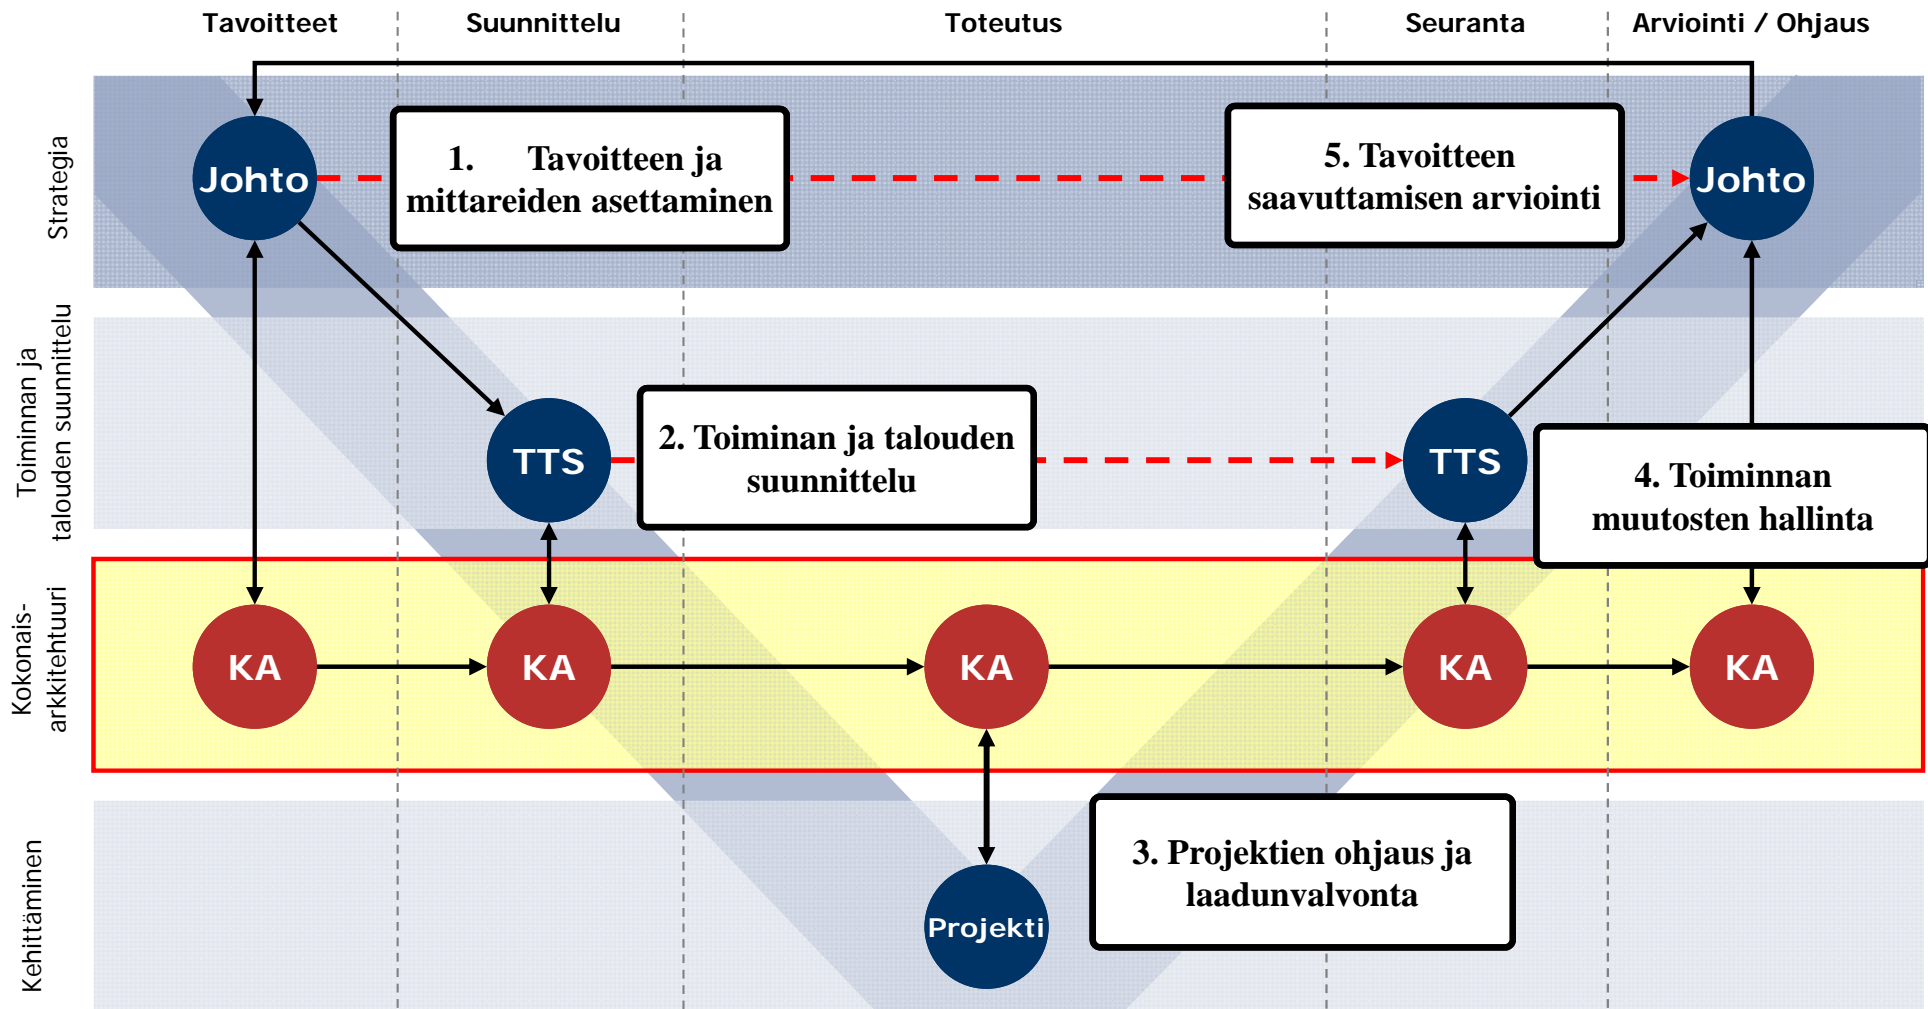 Tavoitteet
Suunnittelu
Toteutus
Seuranta
Arviointi / Ohjaus
Strategia
Johto
1. Tavoitteen ja
mittareiden asettaminen
5. Tavoitteen
saavuttamisen arviointi
Johto
Toiminnan ja
talouden suunnittelu
TTS
2. Toiminan ja talouden
suunnittelu
TTS
4. Toiminnan
muutosten hallinta
Kokonais-
arkkitehtuuri
KA
KA
KA
KA
KA
Kehittäminen
Projekti
3. Projektien ohjaus ja
laadunvalvonta